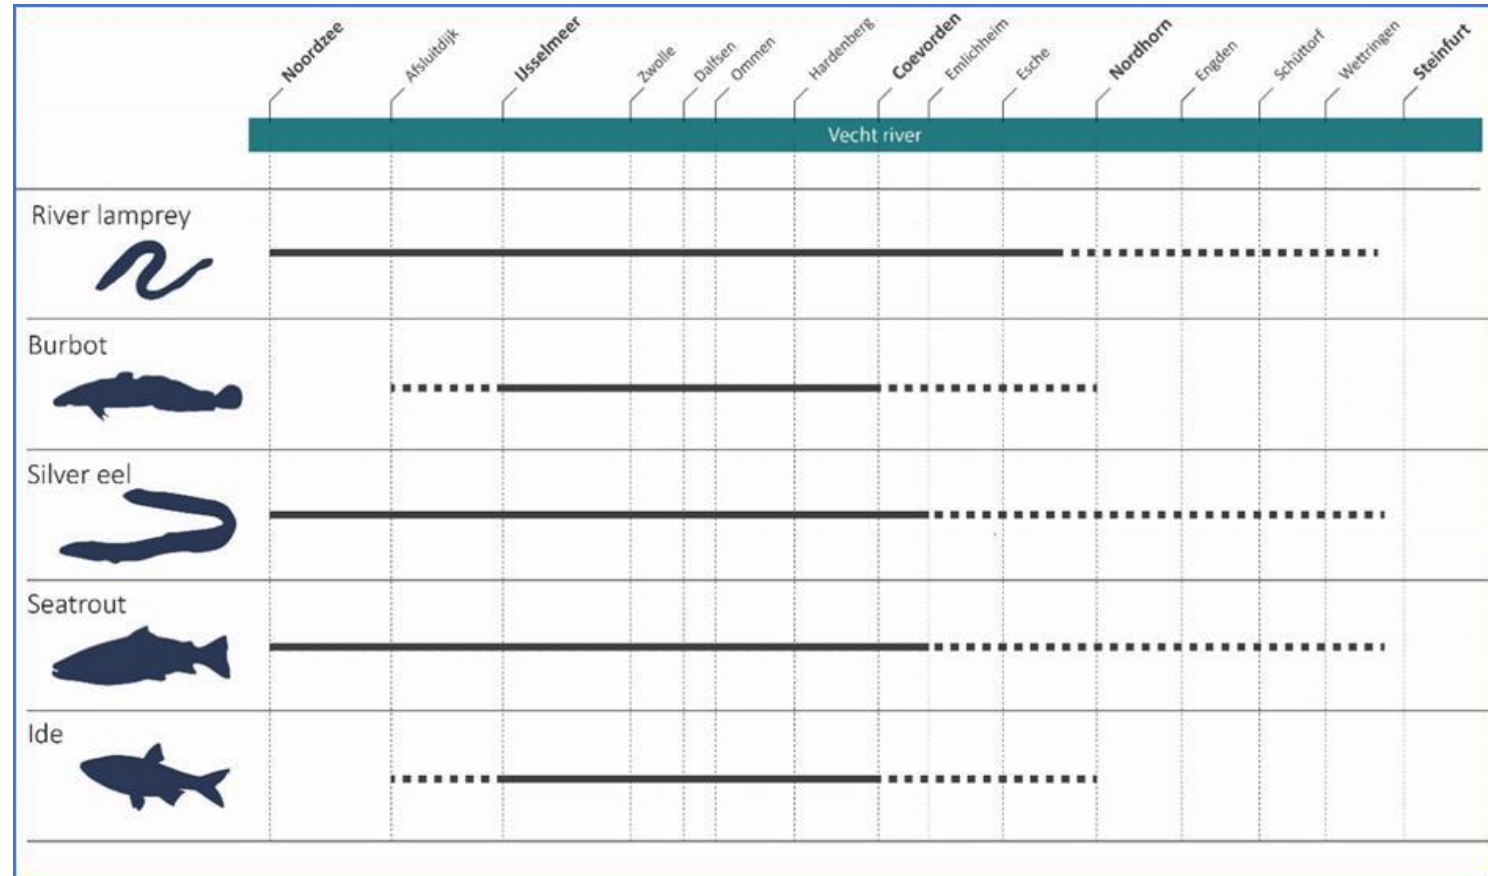 Noordzee
Afsluitdijk
IJsselmeer
Zwolle
Dalfsen
Ommen
Hardenberg
Coevorden
Emlichheim
Esche
Nordhorn
Engden
Schüttorf
Wettringen
Steinfurt
Vecht river
River lamprey
Burbot
Silver eel
Seatrout
Ide